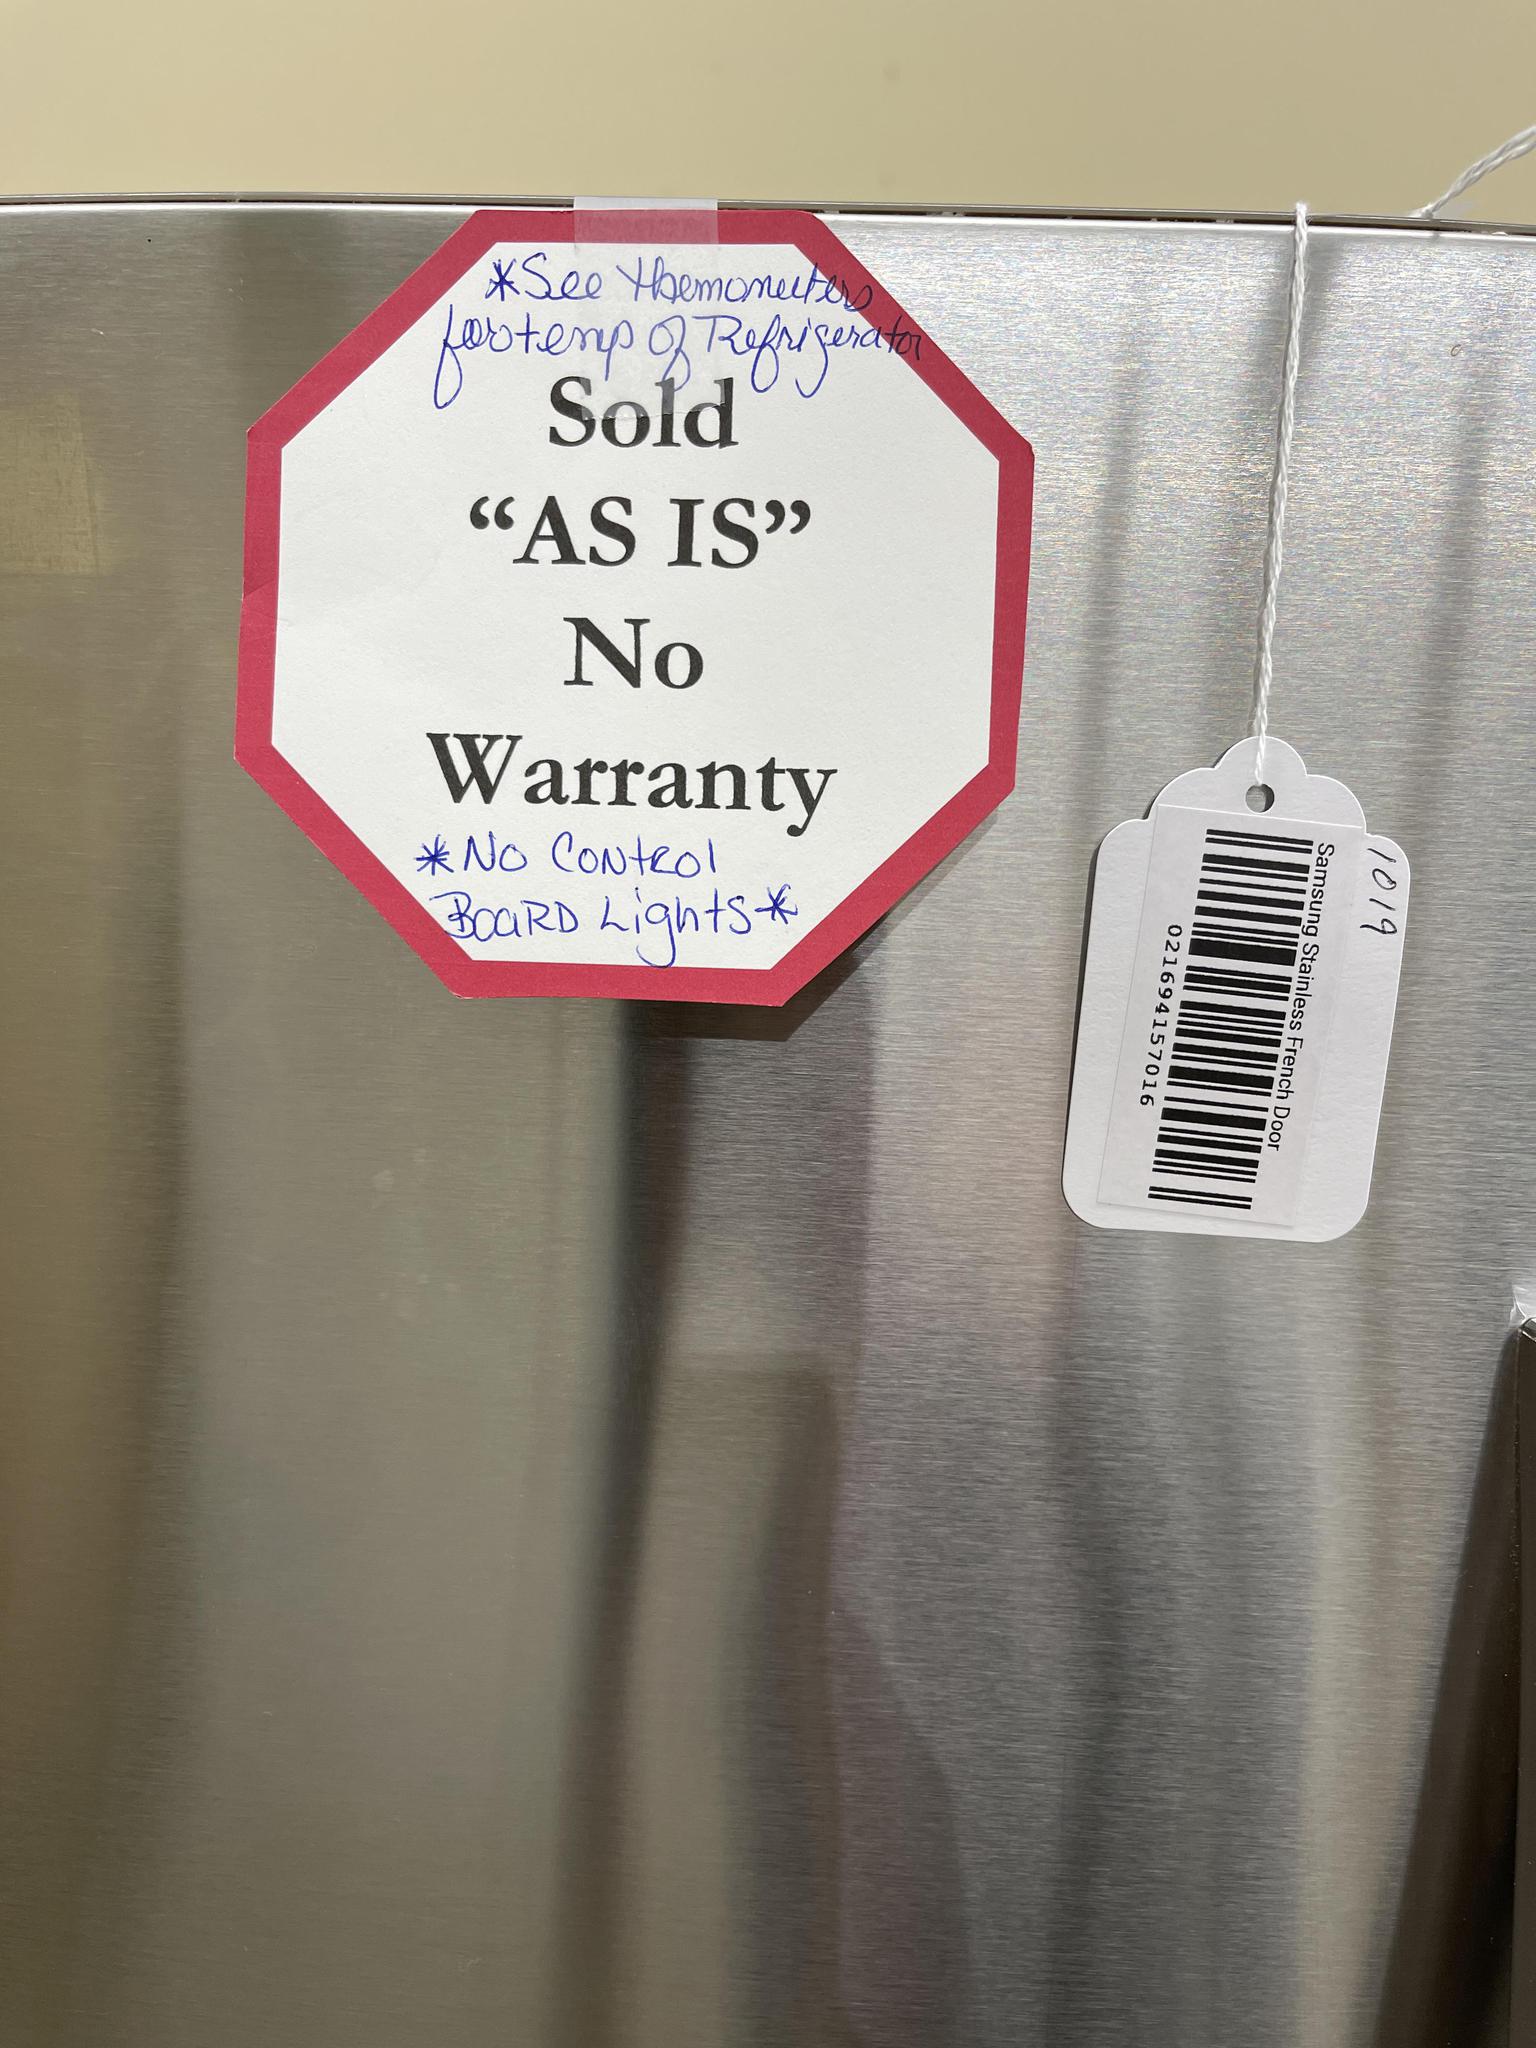 *See themometers
for temp of Refrigerator
Sold
“AS IS”
No
Warranty
*No CONtROl
BOARD Lights*
1019
Samsung Stainless French Door
021694157016